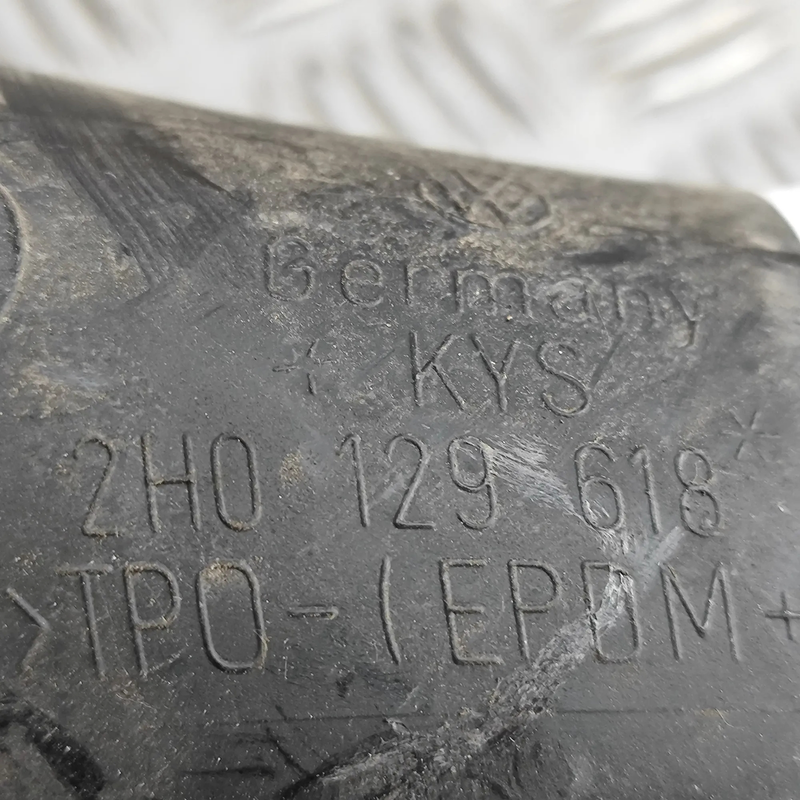 Germany
+ KYS
2H0 129 618 *
>TPO-(EPDM+